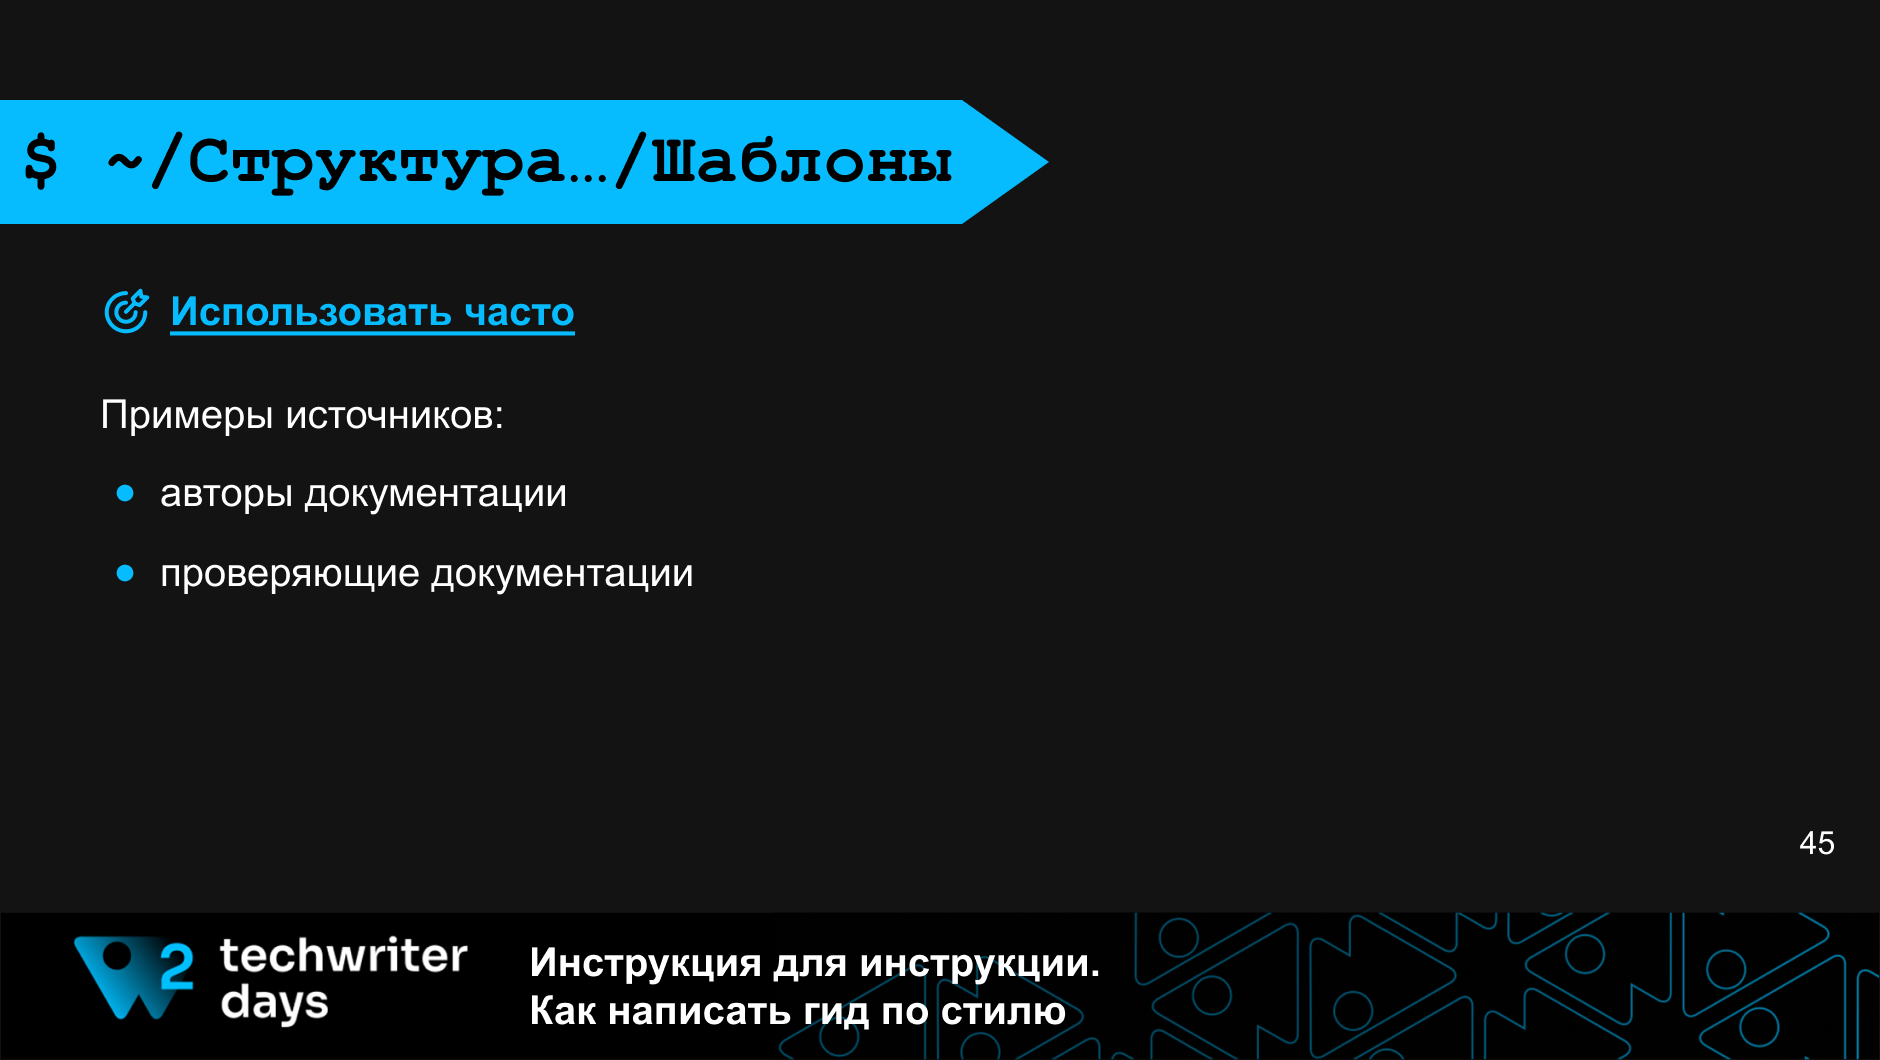 $ ~/Структура…/Шаблоны
Использовать часто
Примеры источников:
● авторы документации
● проверяющие документации
45
2 techwriter
days
Инструкция для инструкции.
Как написать гид по стилю